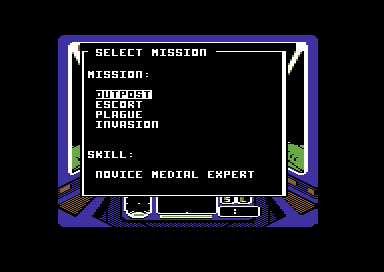 SELECT MISSION
MISSION:
OUTPOST
ESCORT
PLAGUE
INVASION
SKILL:
NOVICE MEDIAL EXPERT